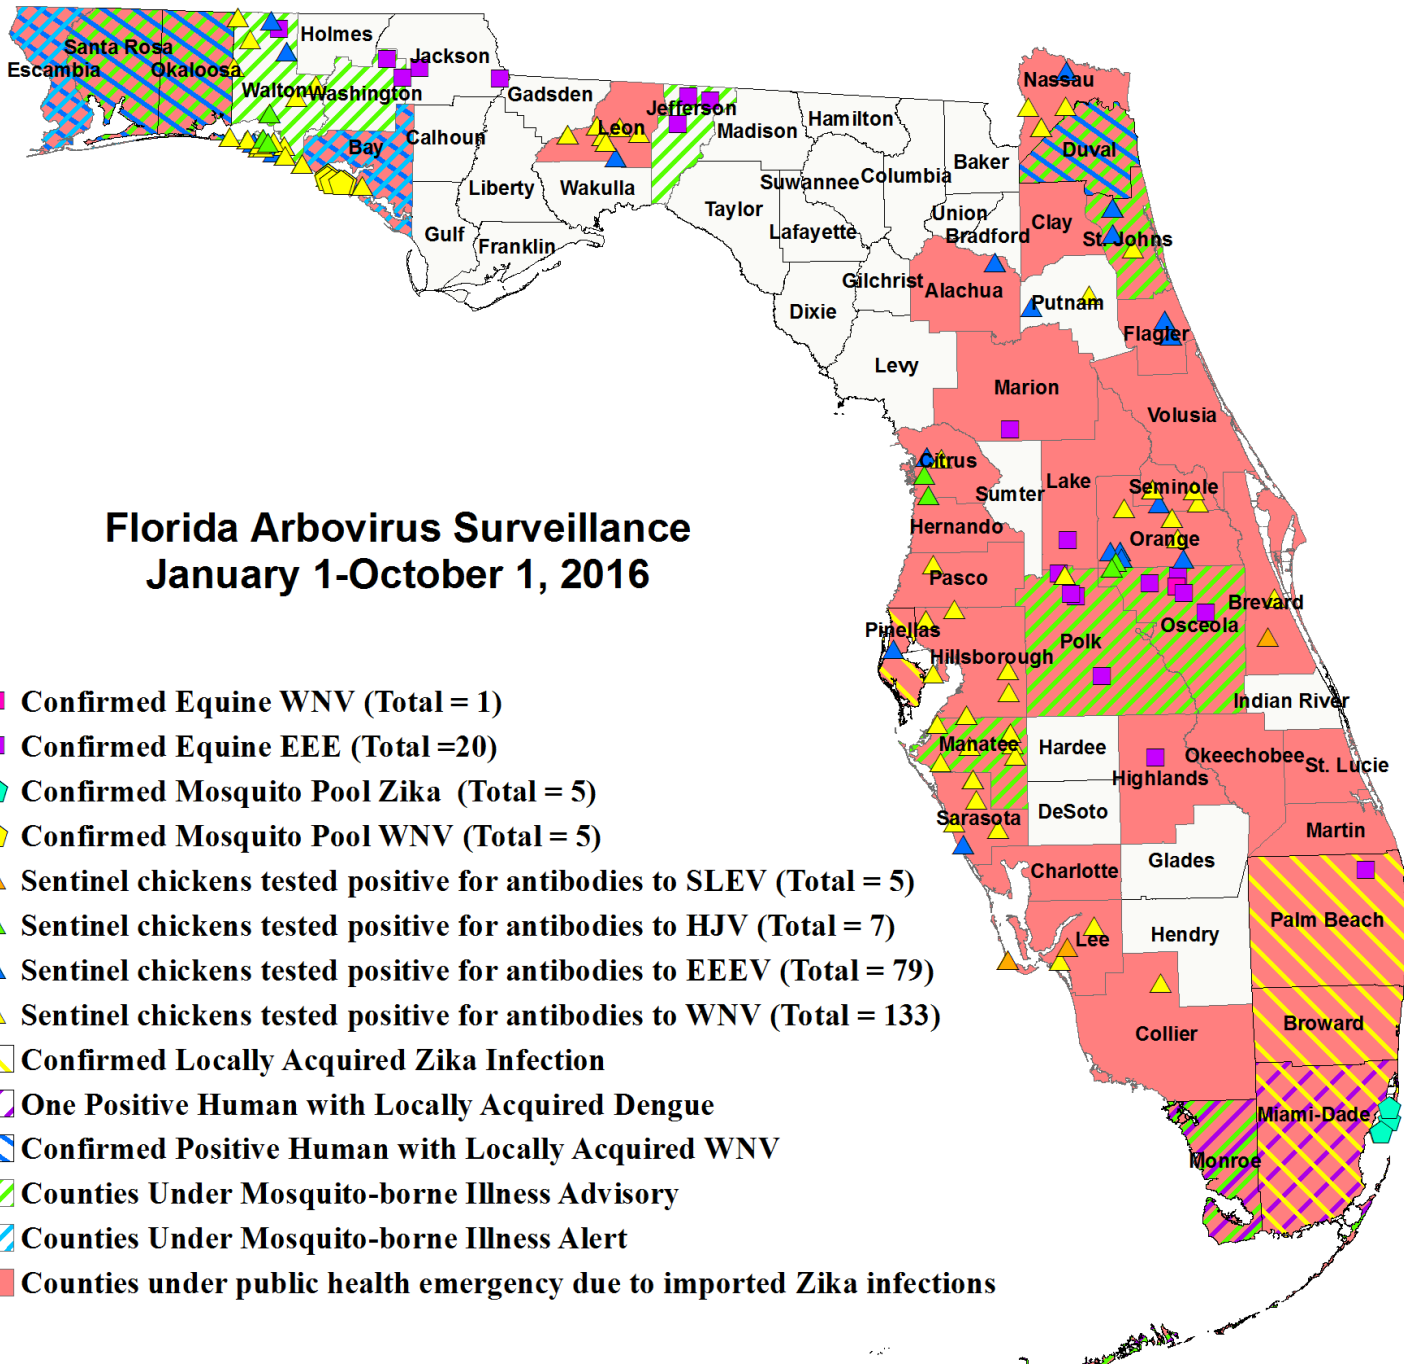 Holmes
Jackson
Santa Rosa
Escambia
Okaloosa
Walton
Washington
Gadsden
Nassau
Jefferson
Leon
Madison
Hamilton
Calhoun
Bay
Duval
Baker
Suwannee
Columbia
Liberty
Wakulla
Taylor
Union
Clay
Lafayette
Bradford
St. Johns
Gulf
Franklin
Gilchrist
Alachua
Putnam
Dixie
Flagler
Levy
Marion
Volusia
Citrus
Lake
Seminole
Sumter
Hernando
Orange
Florida Arbovirus Surveillance
January 1-October 1, 2016
Pasco
Brevard
Pinellas
Osceola
Polk
Hillsborough
Indian River
Manatee
Hardee
Okeechobee
St. Lucie
Highlands
DeSoto
Sarasota
Martin
Glades
Charlotte
Palm Beach
Lee
Hendry
Broward
Collier
Miami-Dade
Monroe
Confirmed Equine WNV (Total = 1)
Confirmed Equine EEE (Total =20)
Confirmed Mosquito Pool Zika (Total = 5)
Confirmed Mosquito Pool WNV (Total = 5)
Sentinel chickens tested positive for antibodies to SLEV (Total = 5)
Sentinel chickens tested positive for antibodies to HJV (Total = 7)
Sentinel chickens tested positive for antibodies to EEEV (Total = 79)
Sentinel chickens tested positive for antibodies to WNV (Total = 133)
Confirmed Locally Acquired Zika Infection
One Positive Human with Locally Acquired Dengue
Confirmed Positive Human with Locally Acquired WNV
Counties Under Mosquito-borne Illness Advisory
Counties Under Mosquito-borne Illness Alert
Counties under public health emergency due to imported Zika infections